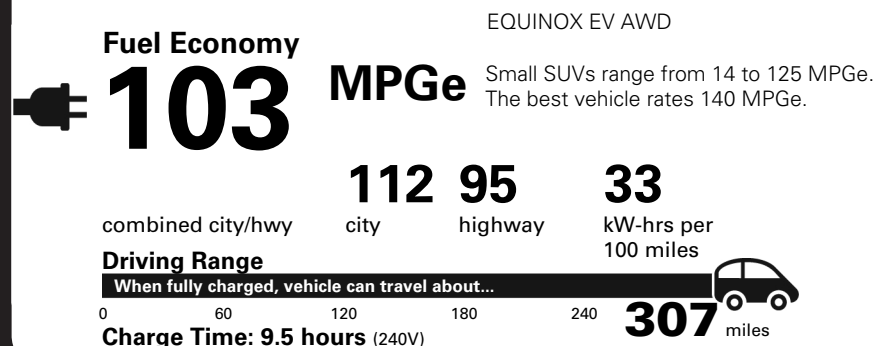 EQUINOX EV AWD
Fuel Economy
103
MPGe
Small SUVs range from 14 to 125 MPGe.
The best vehicle rates 140 MPGe.
112 95 33
combined city/hwy city highway kW-hrs per
100 miles
Driving Range
When fully charged, vehicle can travel about...
0 60 120 180 240 307 miles
Charge Time: 9.5 hours (240V)